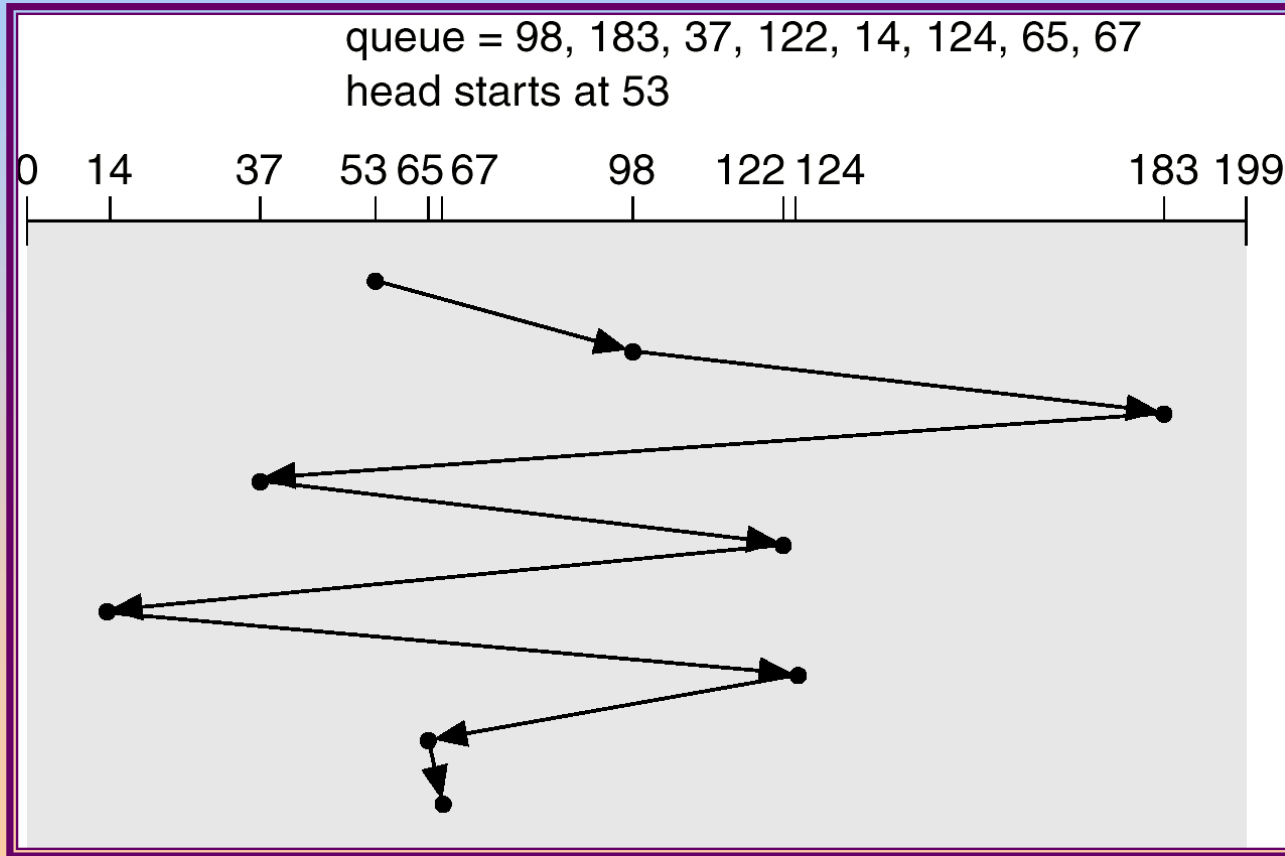 queue = 98, 183, 37, 122, 14, 124, 65, 67
head starts at 53
0 14 37 53 65 67 98 122 124 183 199